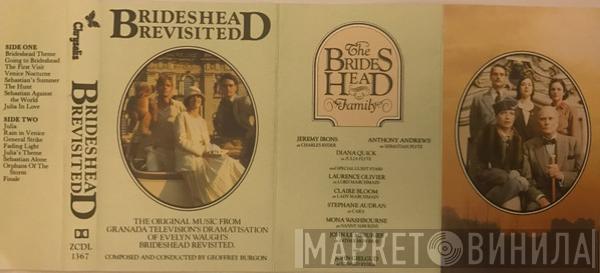 SIDE ONE
Brideshead Theme
Going to Brideshead
The First Visit
Venice Nocturne
Sebastian's Summer
The Hunt
Sebastian Against
the World
Julia In Love
SIDE TWO
Julia
Rain in Venice
General Strike
Fading Light
Julia's Theme
Sebastian Alone
Orphans Of The
Storm
Finale
Chrysalis
BRIDESHEAD
REVISITED
ZCDL
1367
BRIDESHEAD
REVISITED
THE ORIGINAL MUSIC FROM
GRANADA TELEVISION'S DRAMATISATION
OF EVELYN WAUGH'S
BRIDESHEAD REVISITED.
COMPOSED AND CONDUCTED BY GEOFFREY BURGON
The
BRIDES
HEAD
Family
JEREMY IRONS
as CHARLES RYDER
ANTHONY ANDREWS
as SEBASTIAN FLYTE
DIANA QUICK
as JULIA FLYTE
and SPECIAL GUEST STARS
LAURENCE OLIVIER
as LORD MARCHMAIN
CLAIRE BLOOM
as LADY MARCHMAIN
STEPHANE AUDRAN
as CARA
MONA WASHBOURNE
as NANNY HAWKINS
JOHN
JOHN GIELGUD
МАРКЕТ ВИНИЛА